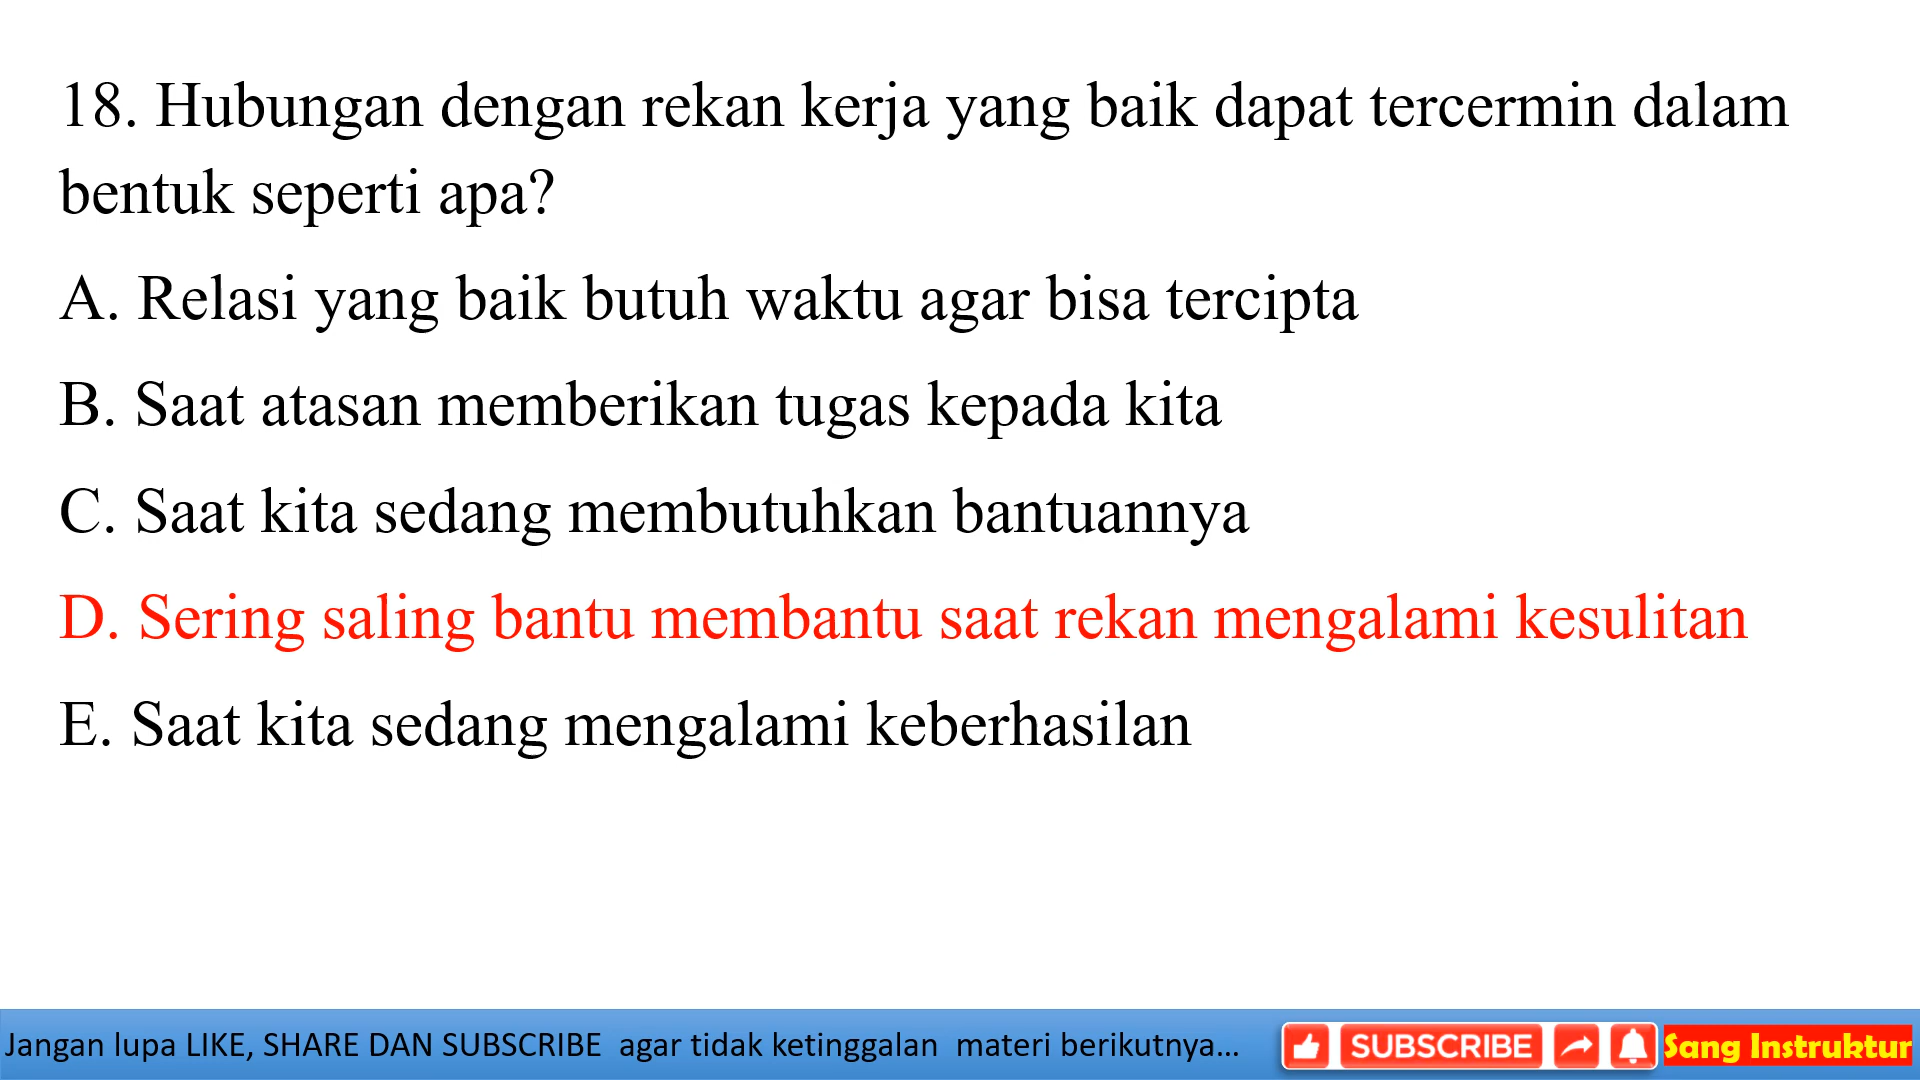 18. Hubungan dengan rekan kerja yang baik dapat tercermin dalam
bentuk seperti apa?
A. Relasi yang baik butuh waktu agar bisa tercipta
B. Saat atasan memberikan tugas kepada kita
C. Saat kita sedang membutuhkan bantuannya
D. Sering saling bantu membantu saat rekan mengalami kesulitan
E. Saat kita sedang mengalami keberhasilan
Jangan lupa LIKE, SHARE DAN SUBSCRIBE agar tidak ketinggalan materi berikutnya... SUBSCRIBE Sang Instruktur